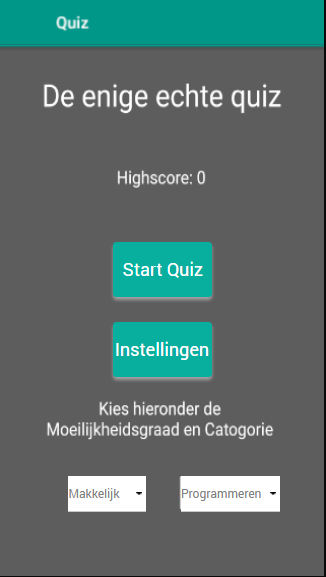 Quiz
De enige echte quiz
Highscore: 0
Start Quiz
Instellingen
Kies hieronder de
Moeilijkheidsgraad en Catogorie
Makkelijk
Programmeren